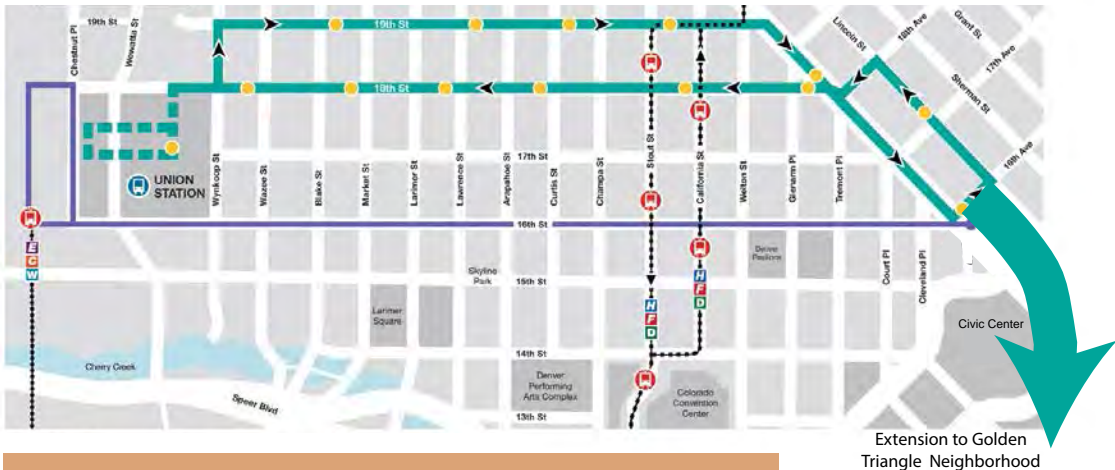 19th St
Chestnut Pl
Wewatta St
19th St
Lincoln St
18th Ave
Grant St
17th Ave
Sherman St
16th Ave
18th St
17th St
UNION
STATION
Wynkoop St
Wazee St
Blake St
Market St
Larimer St
Lawrence St
Arapahoe St
Curtis St
Champa St
Stout St
California St
Welton St
Glenarm Pl
Tremont Pl
16th St
E
C
W
Skyline
Park
15th St
H
F
D
H
F
D
Denver
Pavilions
Court Pl
Cleveland Pl
Larimer
Square
Civic Center
Cherry Creek
14th St
Speer Blvd
Denver
Performing
Arts Complex
Colorado
Convention
Center
13th St
Extension to Golden
Triangle Neighborhood